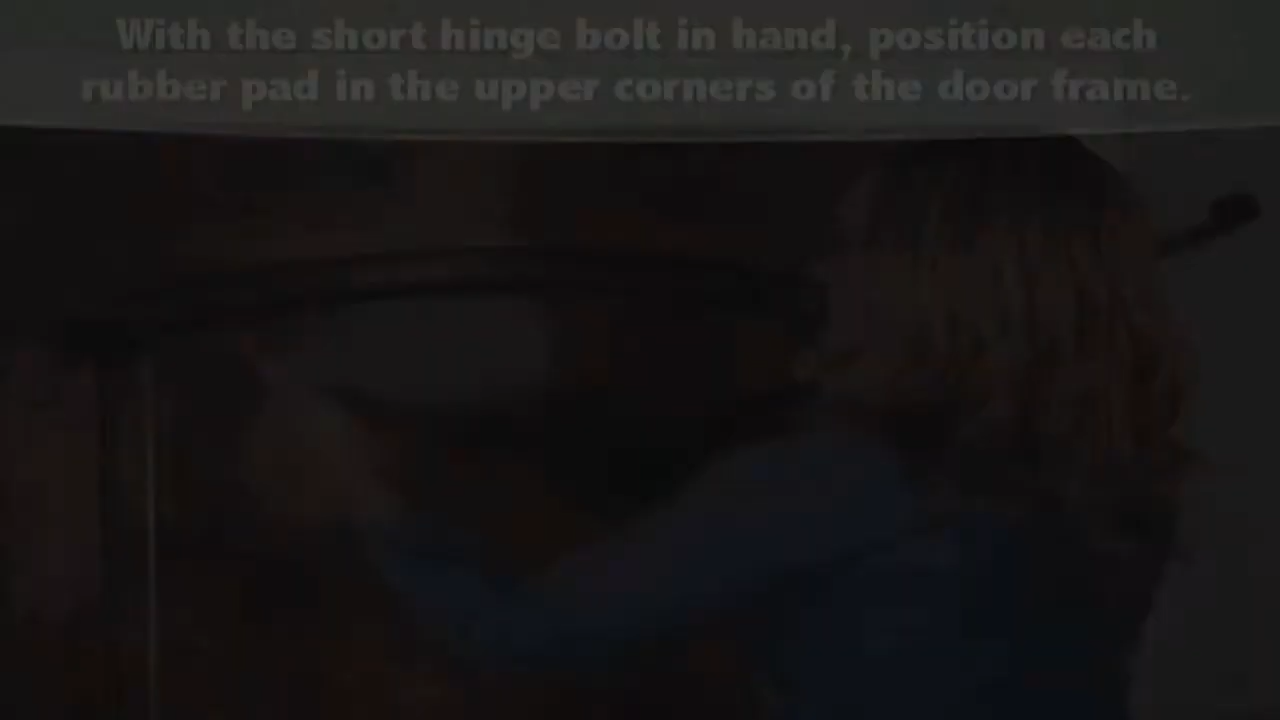 With the short hinge bolt in hand, position each
rubber pad in the upper corners of the door frame.